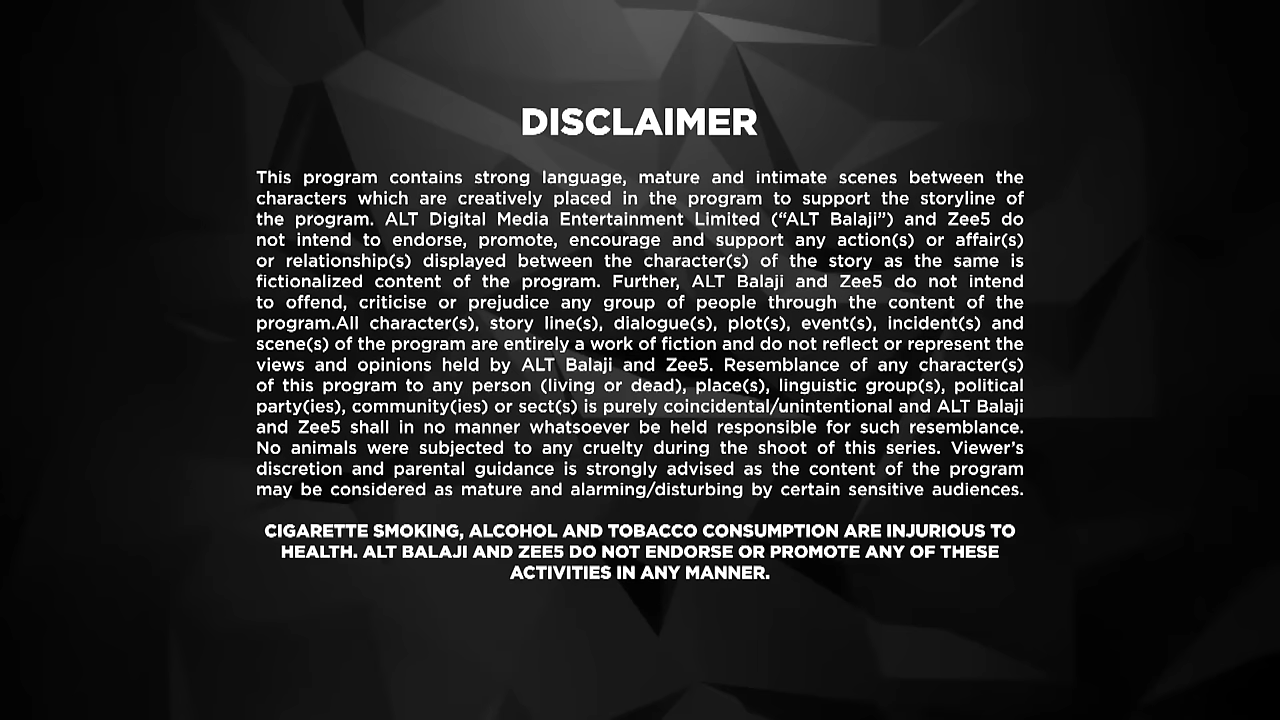 DISCLAIMER
This program contains strong language, mature and intimate scenes between the
characters which are creatively placed in the program to support the storyline of
the program. ALT Digital Media Entertainment Limited (“ALT Balaji”) and Zee5 do
not intend to endorse, promote, encourage and support any action(s) or affair(s)
or relationship(s) displayed between the character(s) of the story as the same is
fictionalized content of the program. Further, ALT Balaji and Zee5 do not intend
to offend, criticise or prejudice any group of people through the content of the
program.All character(s), story line(s), dialogue(s), plot(s), event(s), incident(s) and
scene(s) of the program are entirely a work of fiction and do not reflect or represent the
views and opinions held by ALT Balaji and Zee5. Resemblance of any character(s)
of this program to any person (living or dead), place(s), linguistic group(s), political
party(ies), community(ies) or sect(s) is purely coincidental/unintentional and ALT Balaji
and Zee5 shall in no manner whatsoever be held responsible for such resemblance.
No animals were subjected to any cruelty during the shoot of this series. Viewer’s
discretion and parental guidance is strongly advised as the content of the program
may be considered as mature and alarming/disturbing by certain sensitive audiences.
CIGARETTE SMOKING, ALCOHOL AND TOBACCO CONSUMPTION ARE INJURIOUS TO
HEALTH. ALT BALAJI AND ZEE5 DO NOT ENDORSE OR PROMOTE ANY OF THESE
ACTIVITIES IN ANY MANNER.